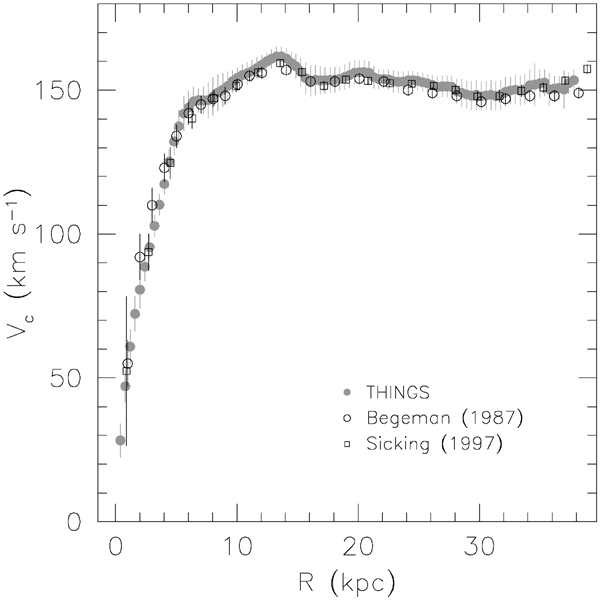 150
100
50
0
V_c (km s⁻¹)
THINGS
Begeman (1987)
Sicking (1997)
0 10 20 30
R (kpc)